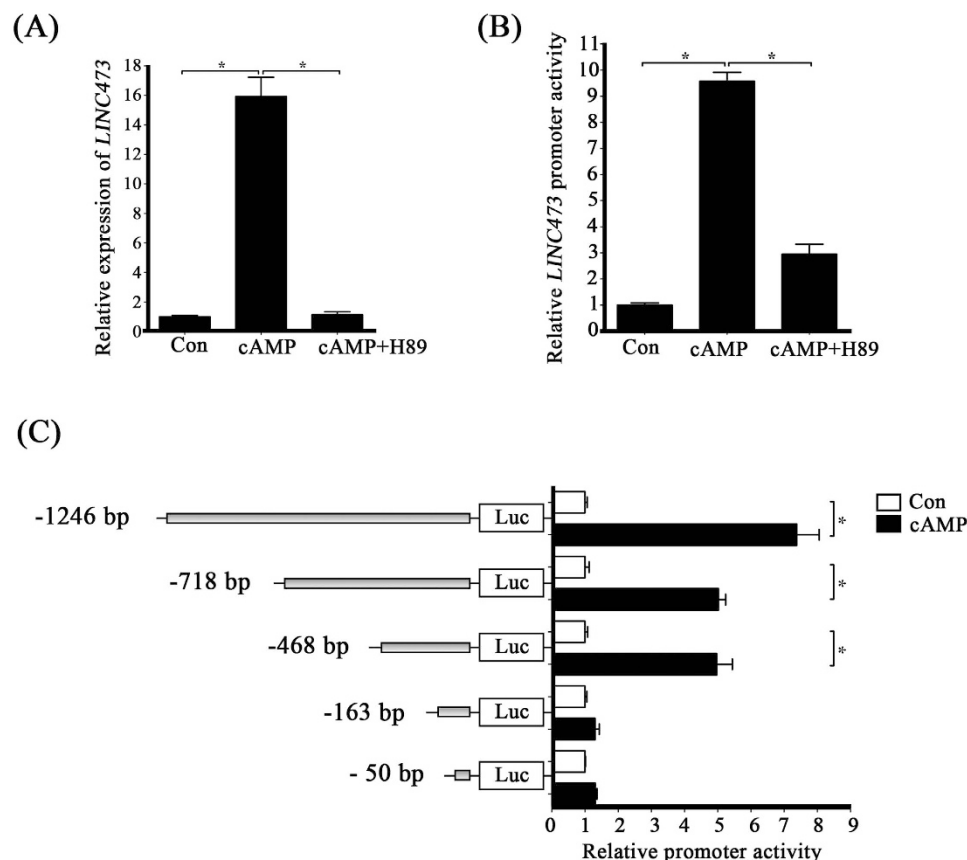 (A)
Relative expression of LINC473
18
16
14
12
10
8
6
4
2
0
* *
Con cAMP cAMP+H89
(B)
Relative LINC473 promoter activity
11
10
9
8
7
6
5
4
3
2
1
0
* *
Con cAMP cAMP+H89
(C)
-1246 bp Luc *
-718 bp Luc *
-468 bp Luc *
-163 bp Luc
- 50 bp Luc
Con
cAMP
0 1 2 3 4 5 6 7 8 9
Relative promoter activity